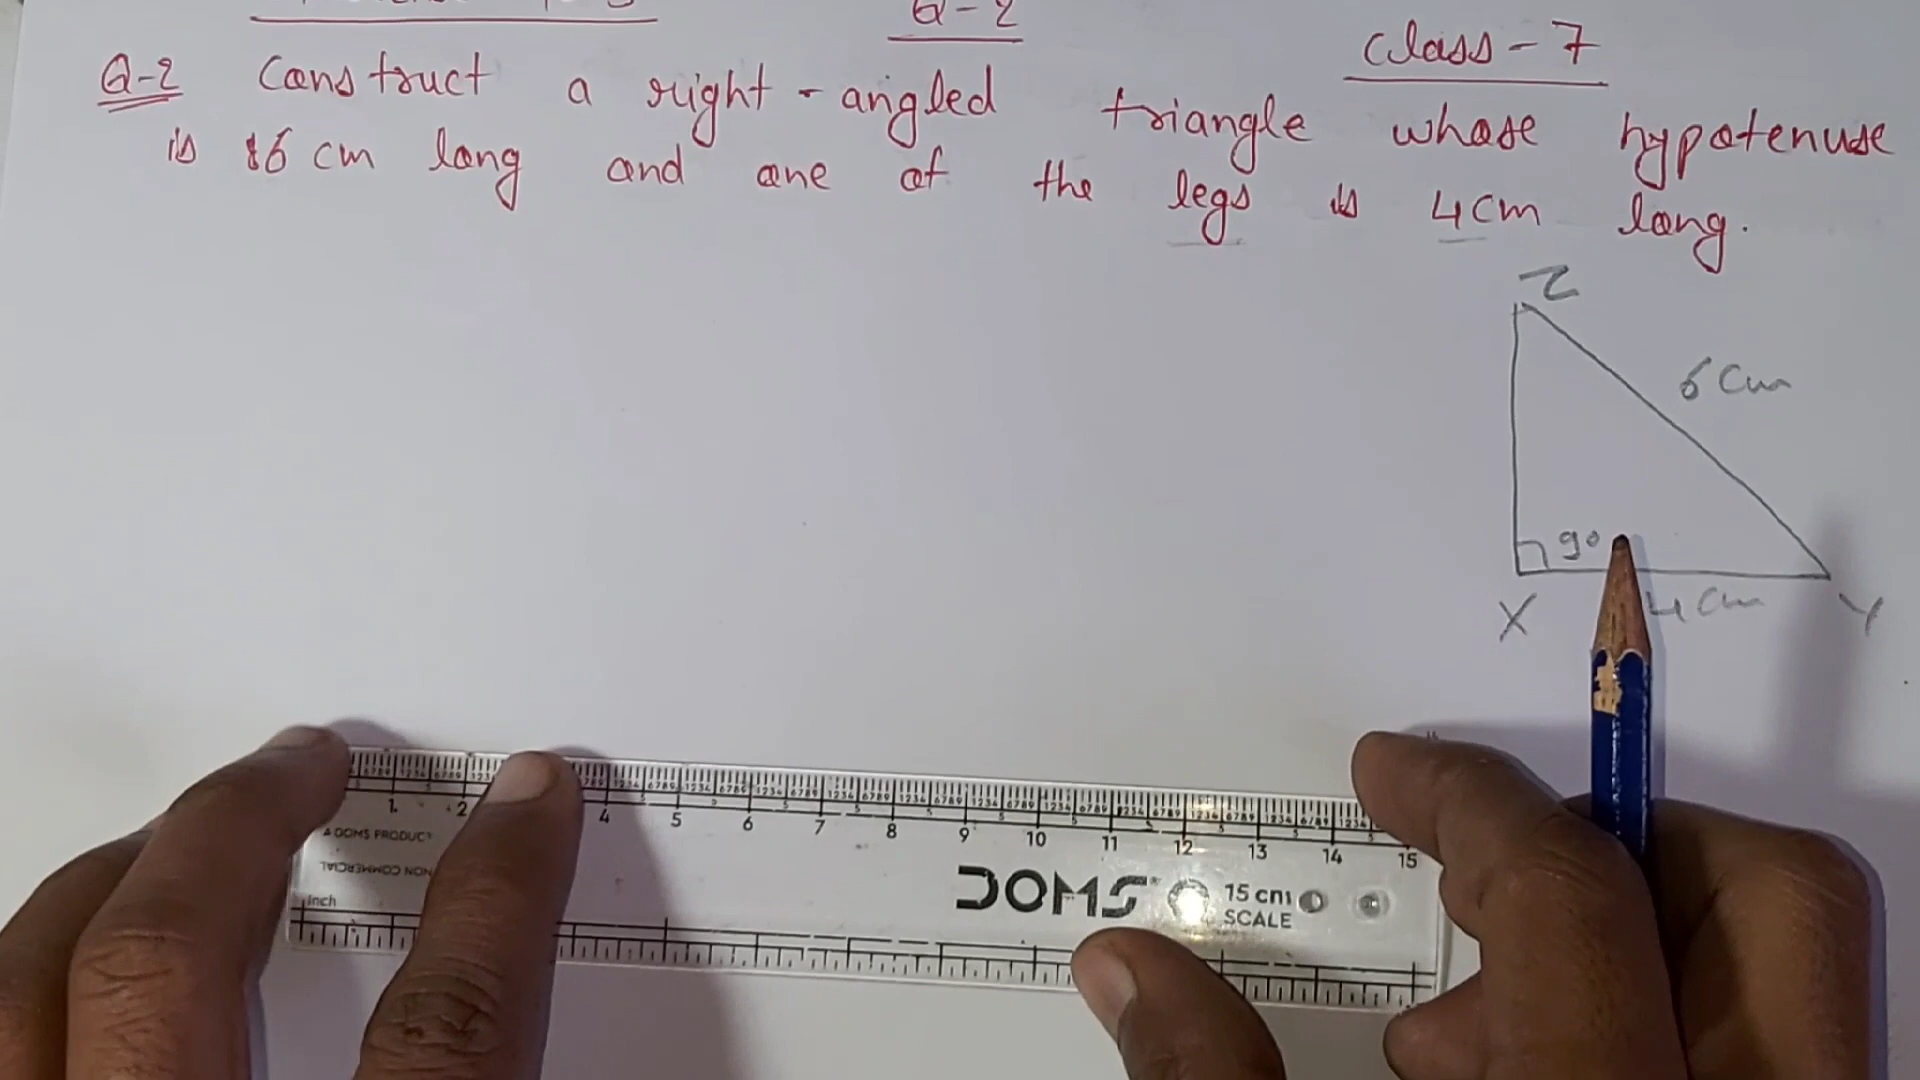 Q-2
Class-7
Q-2 Construct a right-angled triangle whose hypotenuse
is 6 cm long and one of the legs is 4cm long.
Z
6 Cm
90
X 4 Cm Y
1 2 4 5 6 7 8 9 10 11 12 13 14 15
A DOMS PRODUCT
NON COMMERCIAL
DOMS
15 cm
SCALE
Inch